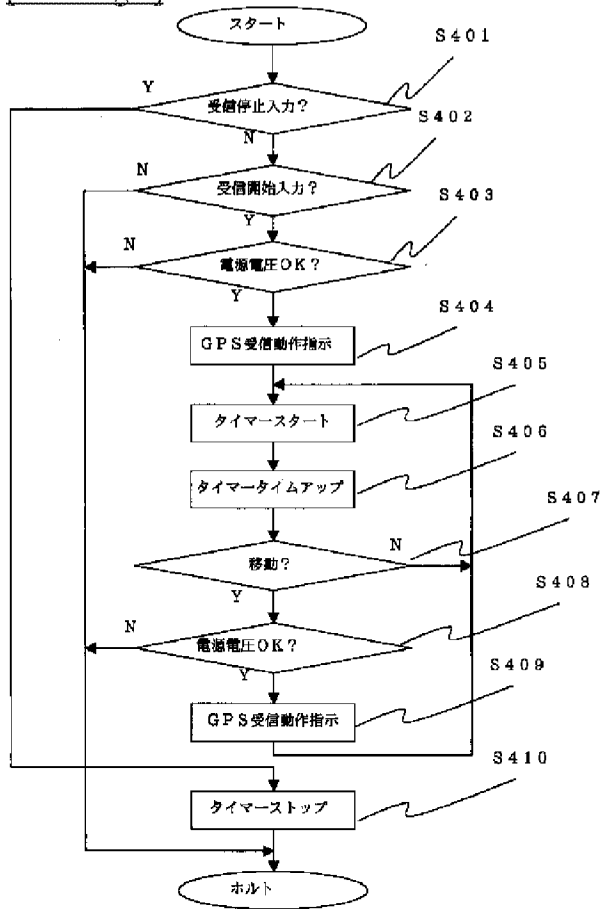 スタート
S401
Y
受信停止入力？
N
S402
N
受信開始入力？
Y
S403
N
電源電圧OK？
Y
S404
GPS受信動作指示
S405
タイマースタート
S406
タイマータイムアップ
S407
移動？
N
Y
S408
N
電源電圧OK？
Y
S409
GPS受信動作指示
S410
タイマーストップ
ホルト